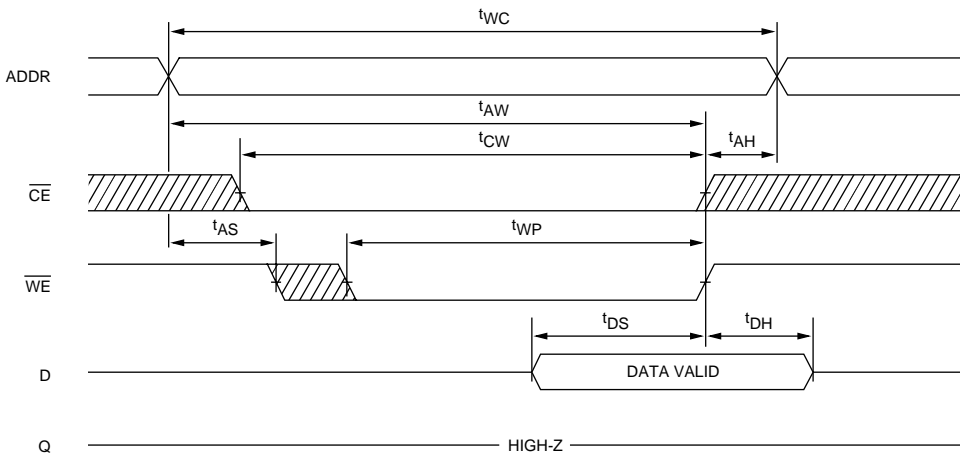 tWC
ADDR
tAW
tCW
tAH
CE
tAS
tWP
WE
tDS
tDH
D
DATA VALID
Q
HIGH-Z